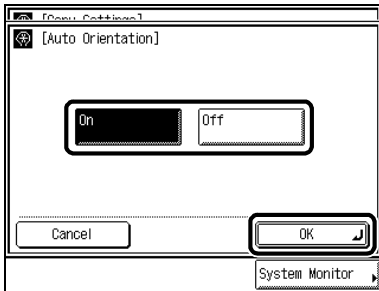 [Copy Settings]
[Auto Orientation]
On Off
Cancel OK
System Monitor